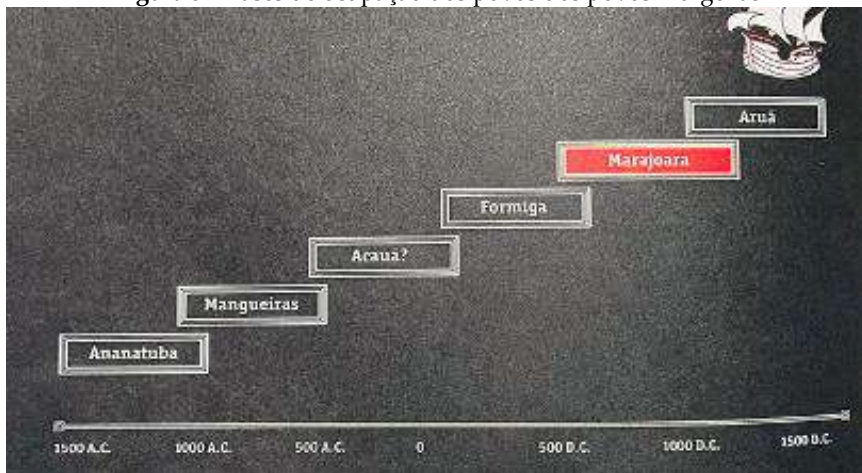 Aruã
Marajoara
Formiga
Acauã?
Mangueiras
Ananatuba
1500 A.C. 1000 A.C. 500 A.C. 0 500 D.C. 1000 D.C. 1500 D.C.